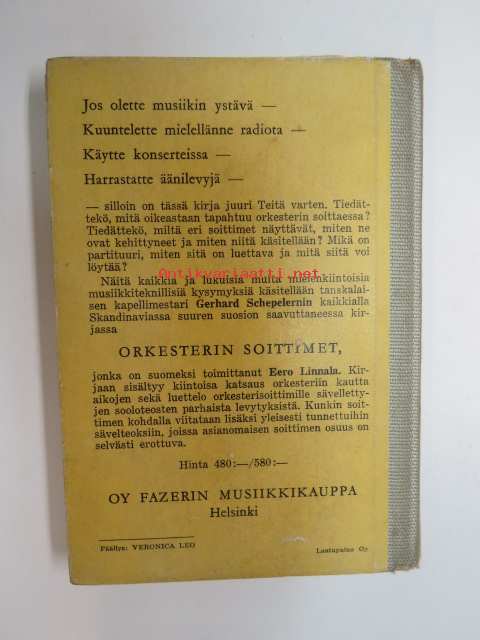 Jos olette musiikin ystävä —
Kuuntelette mielellänne radiota —
Käytte konserteissa —
Harrastatte äänilevyjä —
— silloin on tässä kirja juuri Teitä varten. Tiedät-
tekö, mitä oikeastaan tapahtuu orkesterin soittaessa?
Tiedättekö, miltä eri soittimet näyttävät, miten ne
ovat kehittyneet ja miten niitä käsitellään? Mikä on
partituuri, miten sitä on luettava ja mitä siitä voi
löytää?
Antikvariaatti.net
Näitä kaikkia ja lukuisia muita mielenkiintoisia
musiikkiteknillisiä kysymyksiä käsitellään tanskalai-
sen kapellimestari Gerhard Schepelernin kaikkialla
Skandinaviassa suuren suosion saavuttaneessa kir-
jassa
ORKESTERIN SOITTIMET,
jonka on suomeksi toimittanut Eero Linnala. Kir-
jaan sisältyy kiintoisa katsaus orkesteriin kautta
aikojen sekä luettelo orkesterisoittimille sävellettyj-
jen sooloteosten parhaista levytyksistä. Kunkin soit-
timen kohdalla viitataan lisäksi yleisesti tunnettuihin
sävelteoksiin, joissa asianomaisen soittimen osuus on
selvästi erottuva.
Hinta 480:—/580:—
OY FAZERIN MUSIIKKIKAUPPA
Helsinki
Päällys: VERONICA LEO
Lautapaino Oy